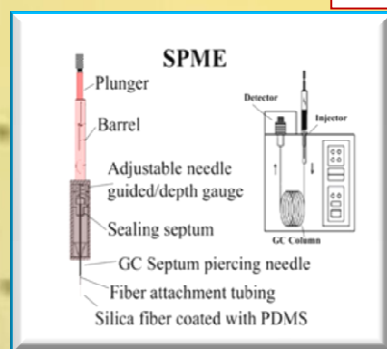 SPME
Plunger
Barrel
Adjustable needle
guided/depth gauge
Sealing septum
GC Septum piercing needle
Fiber attachment tubing
Silica fiber coated with PDMS
Detector
Injector
GC Column